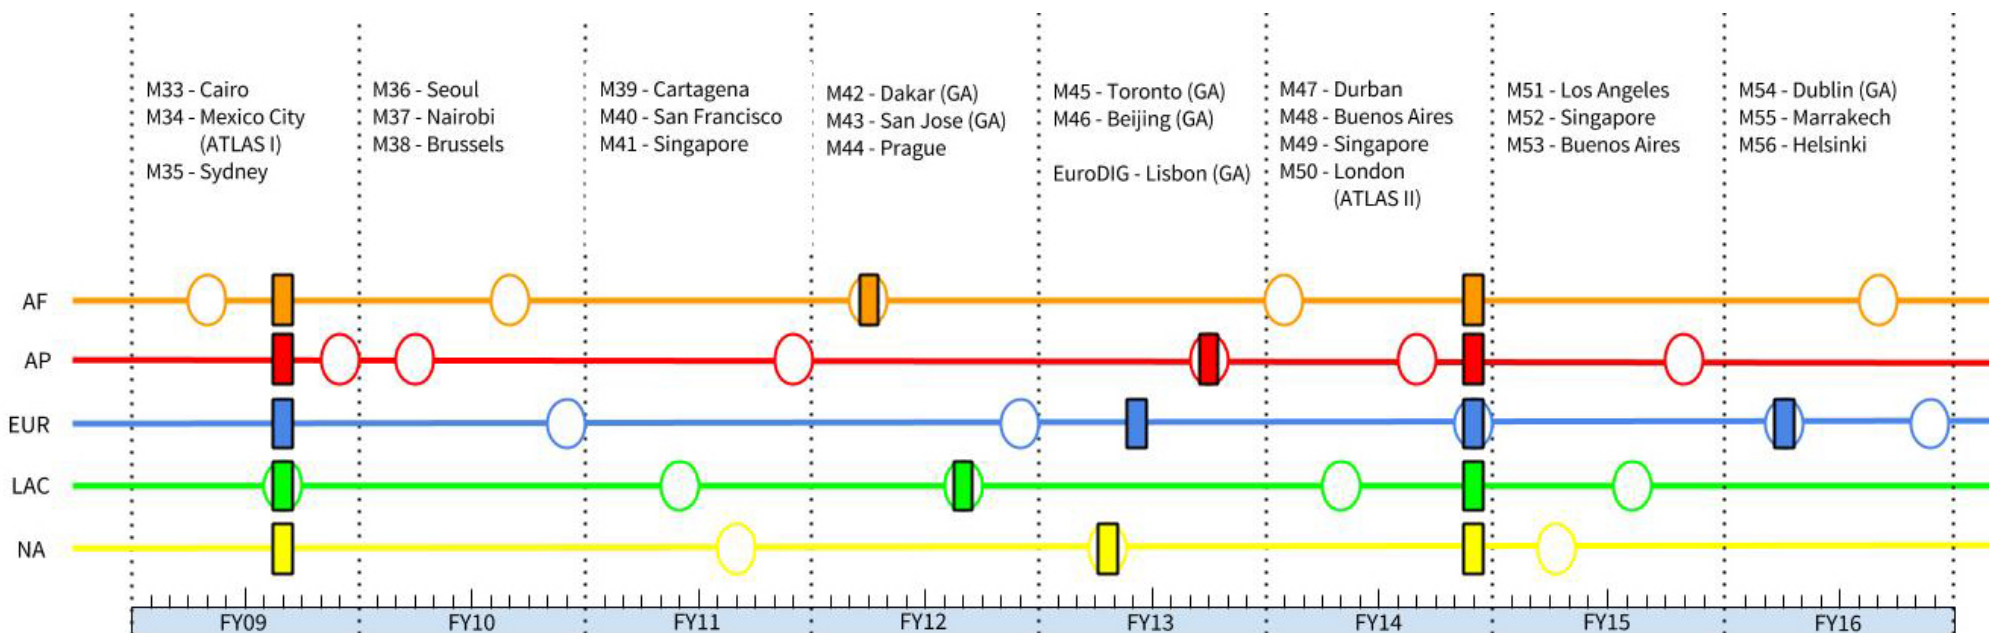 M33 - Cairo
M34 - Mexico City
(ATLAS I)
M35 - Sydney
M36 - Seoul
M37 - Nairobi
M38 - Brussels
M39 - Cartagena
M40 - San Francisco
M41 - Singapore
M42 - Dakar (GA)
M43 - San Jose (GA)
M44 - Prague
M45 - Toronto (GA)
M46 - Beijing (GA)
EuroDIG - Lisbon (GA)
M47 - Durban
M48 - Buenos Aires
M49 - Singapore
M50 - London
(ATLAS II)
M51 - Los Angeles
M52 - Singapore
M53 - Buenos Aires
M54 - Dublin (GA)
M55 - Marrakech
M56 - Helsinki
AF
AP
EUR
LAC
NA
FY09 FY10 FY11 FY12 FY13 FY14 FY15 FY16